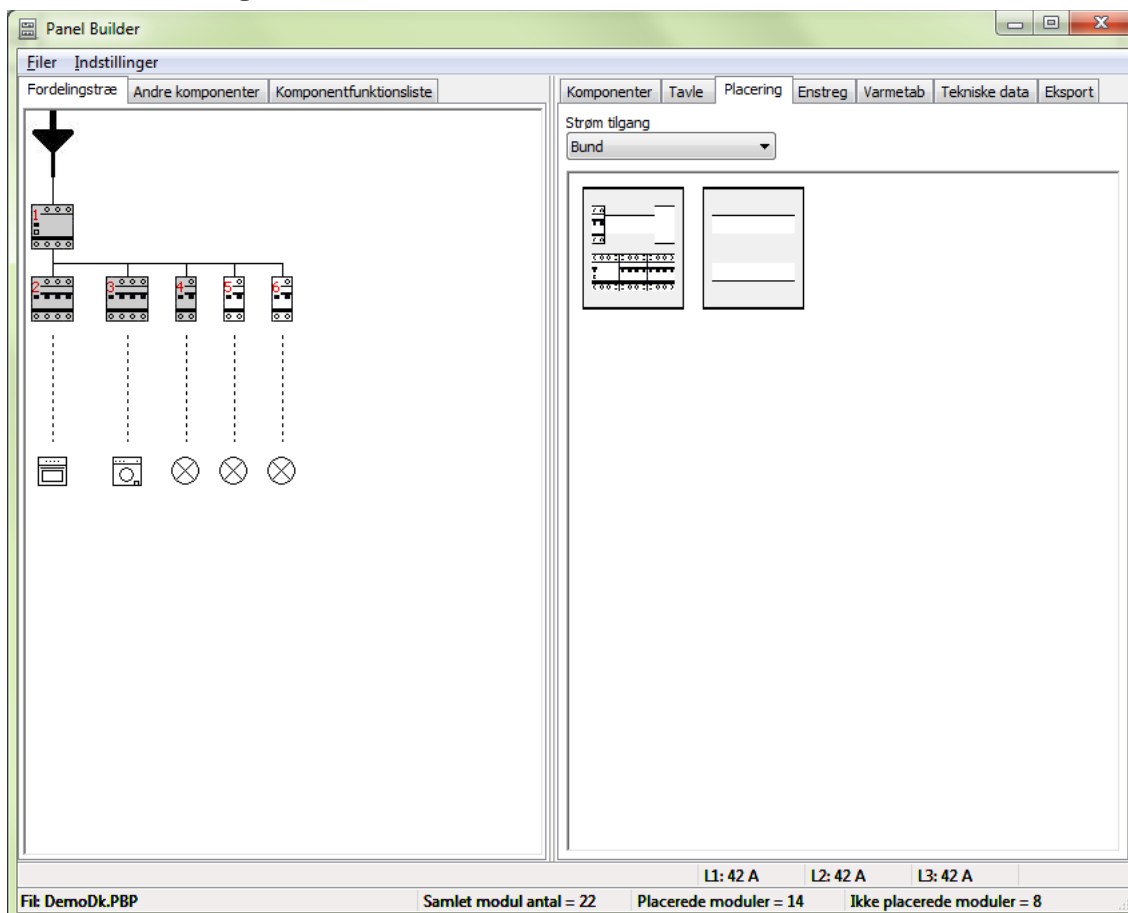 Panel Builder
Filer Indstillinger
Fordelingstræ Andre komponenter Komponentfunktionsliste
Komponenter Tavle Placering Enstreg Varmetab Tekniske data Eksport
Strøm tilgang
Bund
1
2 3 4 5 6
L1: 42 A L2: 42 A L3: 42 A
Fil: DemoDk.PBP Samlet modul antal = 22 Placerede moduler = 14 Ikke placerede moduler = 8